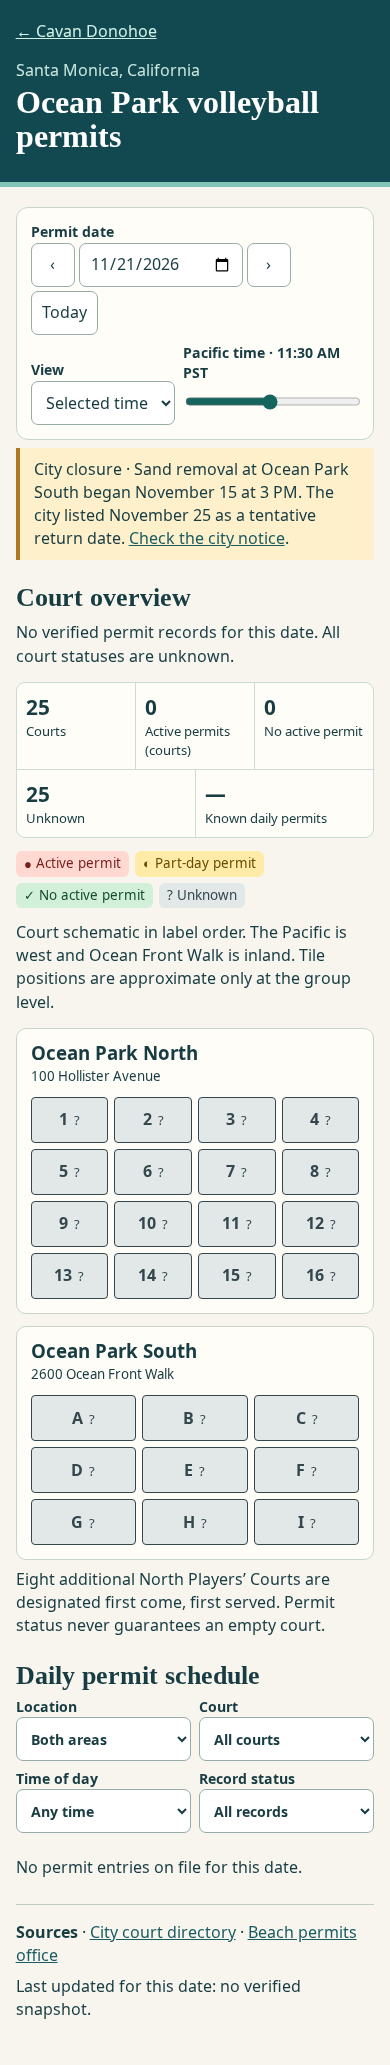 ← Cavan Donohoe
Santa Monica, California
Ocean Park volleyball
permits
Permit date
‹ 11/21/2026 ›
Today
View
Pacific time · 11:30 AM
PST
Selected time
City closure · Sand removal at Ocean Park
South began November 15 at 3 PM. The
city listed November 25 as a tentative
return date. Check the city notice.
Court overview
No verified permit records for this date. All
court statuses are unknown.
25
Courts
0
Active permits
(courts)
0
No active permit
25
Unknown
—
Known daily permits
● Active permit
◖ Part-day permit
✓ No active permit
? Unknown
Court schematic in label order. The Pacific is
west and Ocean Front Walk is inland. Tile
positions are approximate only at the group
level.
Ocean Park North
100 Hollister Avenue
1 ? 2 ? 3 ? 4 ?
5 ? 6 ? 7 ? 8 ?
9 ? 10 ? 11 ? 12 ?
13 ? 14 ? 15 ? 16 ?
Ocean Park South
2600 Ocean Front Walk
A ? B ? C ?
D ? E ? F ?
G ? H ? I ?
Eight additional North Players’ Courts are
designated first come, first served. Permit
status never guarantees an empty court.
Daily permit schedule
Location
Both areas
Court
All courts
Time of day
Any time
Record status
All records
No permit entries on file for this date.
Sources · City court directory · Beach permits
office
Last updated for this date: no verified
snapshot.